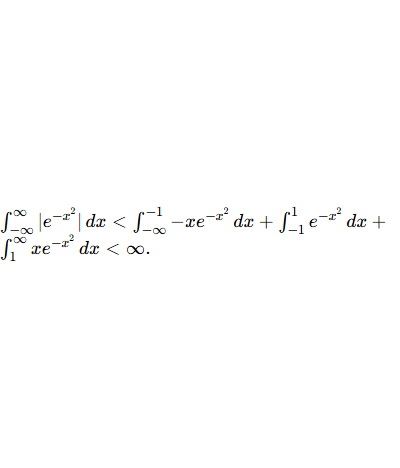 ∫_{-∞}^{∞} |e^{-x^2}| dx < ∫_{-∞}^{-1} -xe^{-x^2} dx + ∫_{-1}^{1} e^{-x^2} dx +
∫_{1}^{∞} xe^{-x^2} dx < ∞.